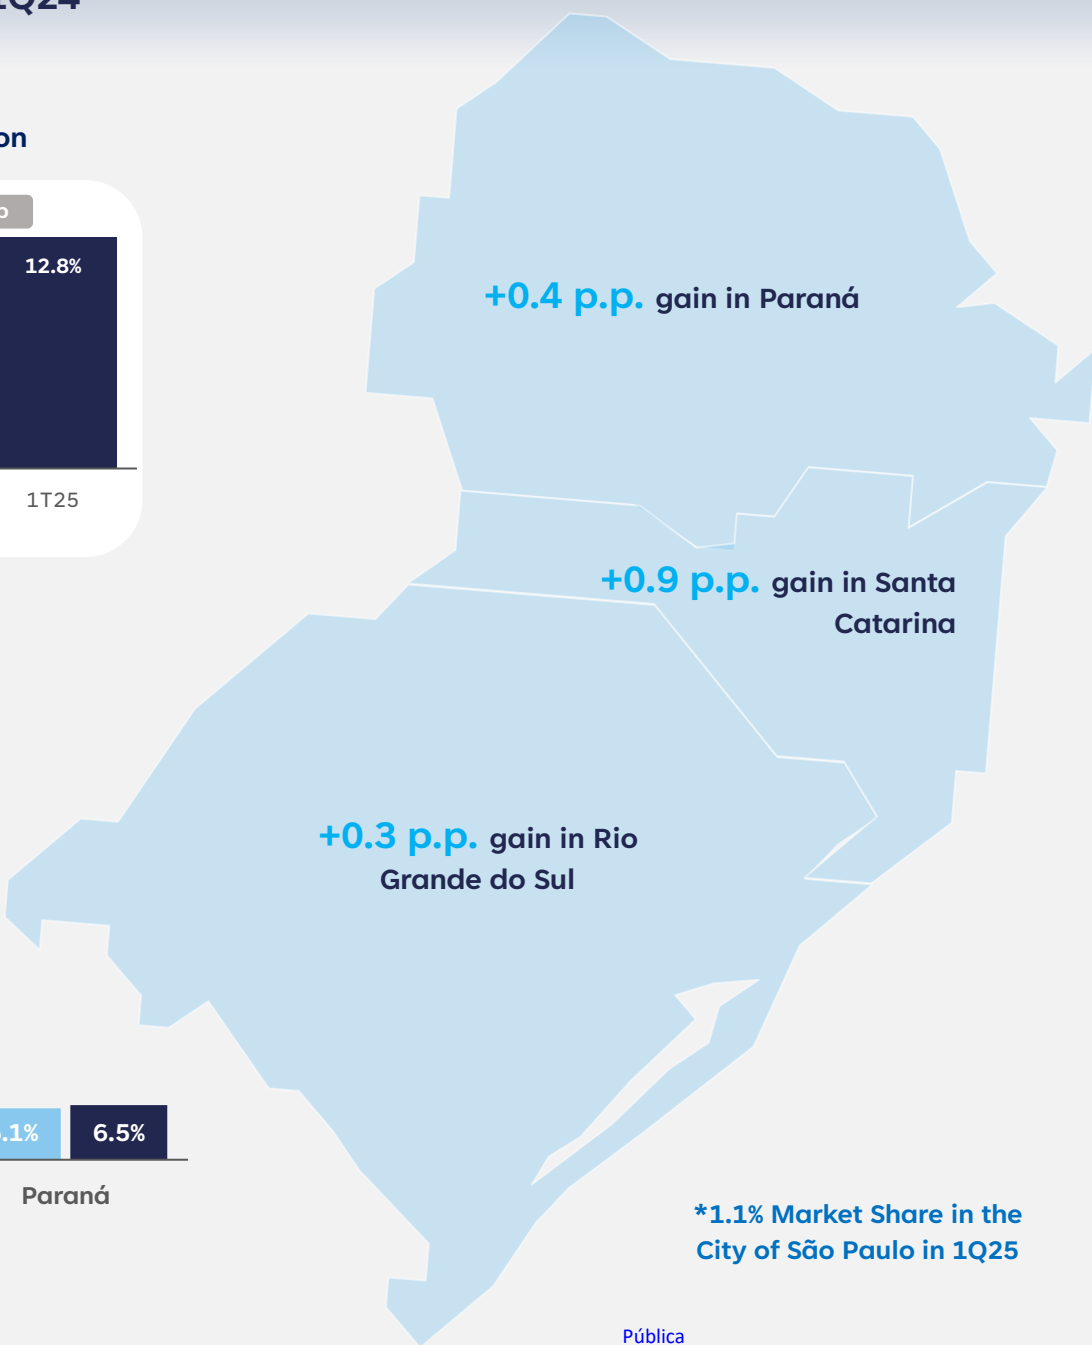 1Q24
on
p
12.8%
1T25
+0.4 p.p. gain in Paraná
+0.9 p.p. gain in Santa
Catarina
+0.3 p.p. gain in Rio
Grande do Sul
.1%
6.5%
Paraná
*1.1% Market Share in the
City of São Paulo in 1Q25
Pública